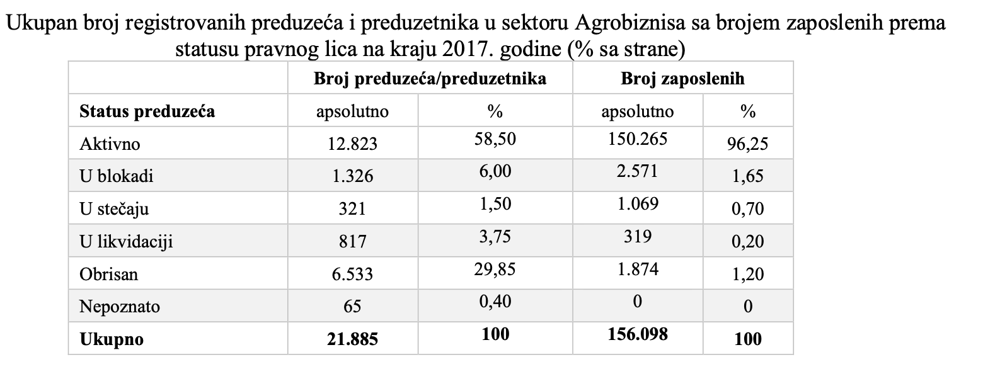 Ukupan broj registrovanih preduzeća i preduzetnika u sektoru Agrobiznisa sa brojem zaposlenih prema
statusu pravnog lica na kraju 2017. godine (% sa strane)
Broj preduzeća/preduzetnika Broj zaposlenih
Status preduzeća apsolutno % apsolutno %
Aktivno 12.823 58,50 150.265 96,25
U blokadi 1.326 6,00 2.571 1,65
U stečaju 321 1,50 1.069 0,70
U likvidaciji 817 3,75 319 0,20
Obrisan 6.533 29,85 1.874 1,20
Nepoznato 65 0,40 0 0
Ukupno 21.885 100 156.098 100